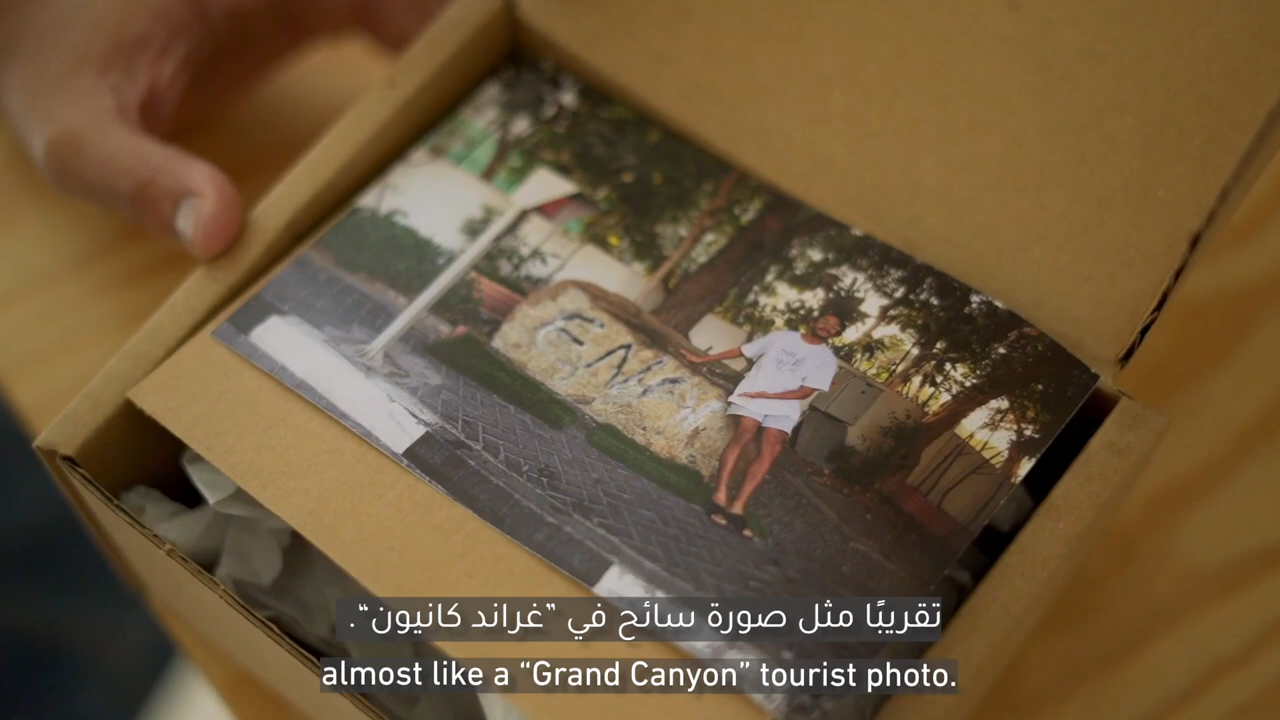 تقريبًا مثل صورة سائح في ”غراند كانيون“.
almost like a “Grand Canyon” tourist photo.